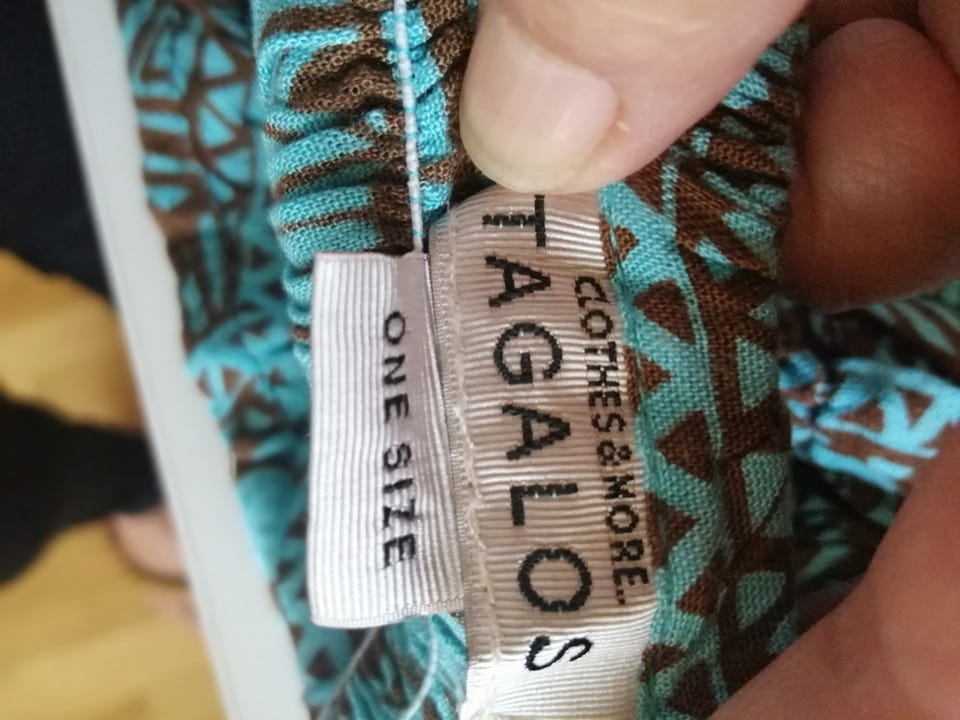 CLOTHES & MORE..
TAGALOS
ONE SIZE